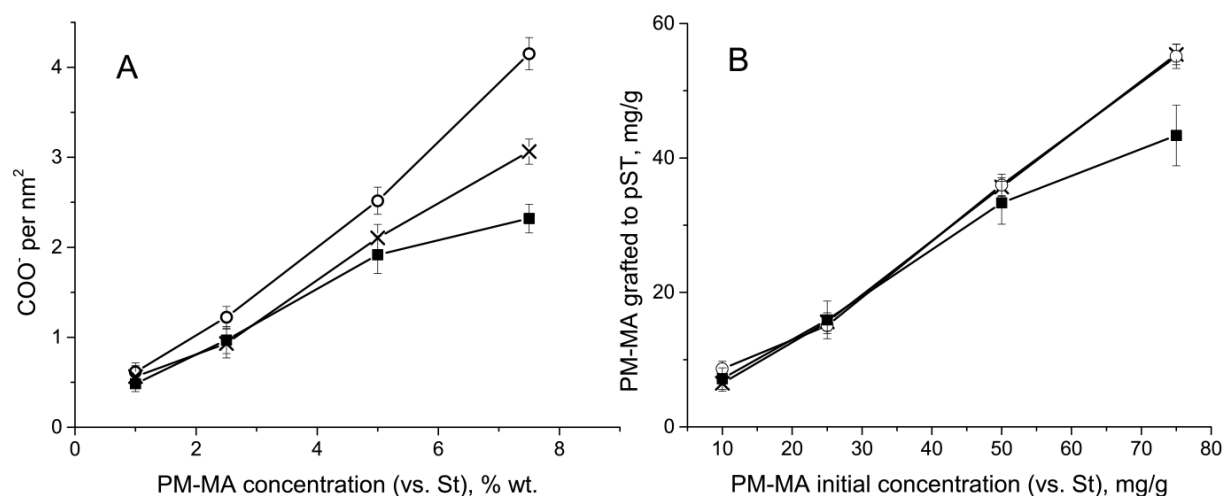 A
COO⁻ per nm²
4
3
2
1
0
0 2 4 6 8
PM-MA concentration (vs. St), % wt.
B
PM-MA grafted to pST, mg/g
60
40
20
0
10 20 30 40 50 60 70 80
PM-MA initial concentration (vs. St), mg/g